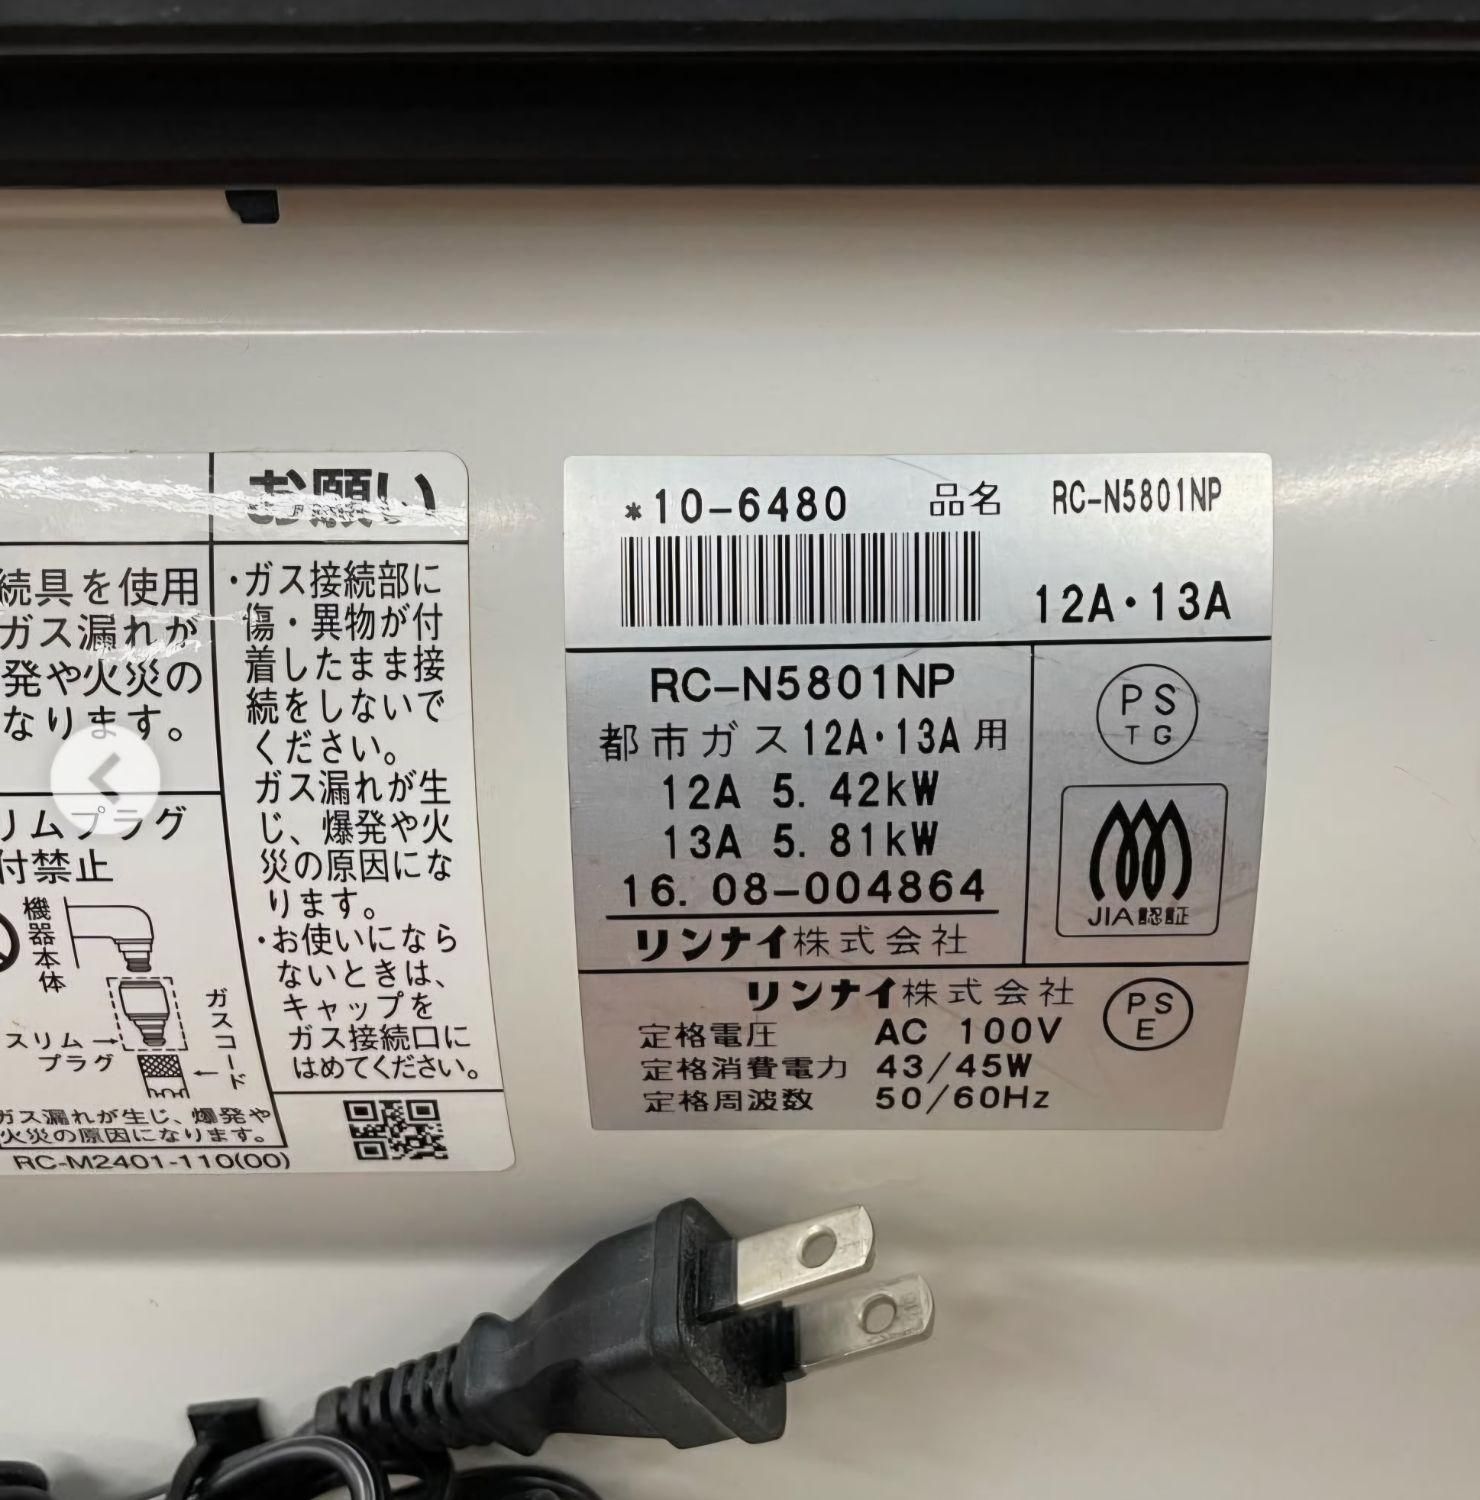 続具を使用
ガス漏れが
発や火災の
なります。
リムプラグ
付禁止
機器本体
スリム
プラグ
ガスコード
ガス漏れが生じ、爆発や
火災の原因になります。
RC-M2401-110(00)
お願い
・ガス接続部に
傷・異物が付
着したまま接
続をしないで
ください。
ガス漏れが生
じ、爆発や火
災の原因にな
ります。
・お使いになら
ないときは、
キャップを
ガス接続口に
はめてください。
*10-6480 品名 RC-N5801NP
12A・13A
RC-N5801NP
都市ガス12A・13A用
12A 5.42kW
13A 5.81kW
16.08-004864
リンナイ株式会社
PS
TG
JIA認証
リンナイ株式会社
定格電圧 AC 100V
定格消費電力 43/45W
定格周波数 50/60Hz
PS
E